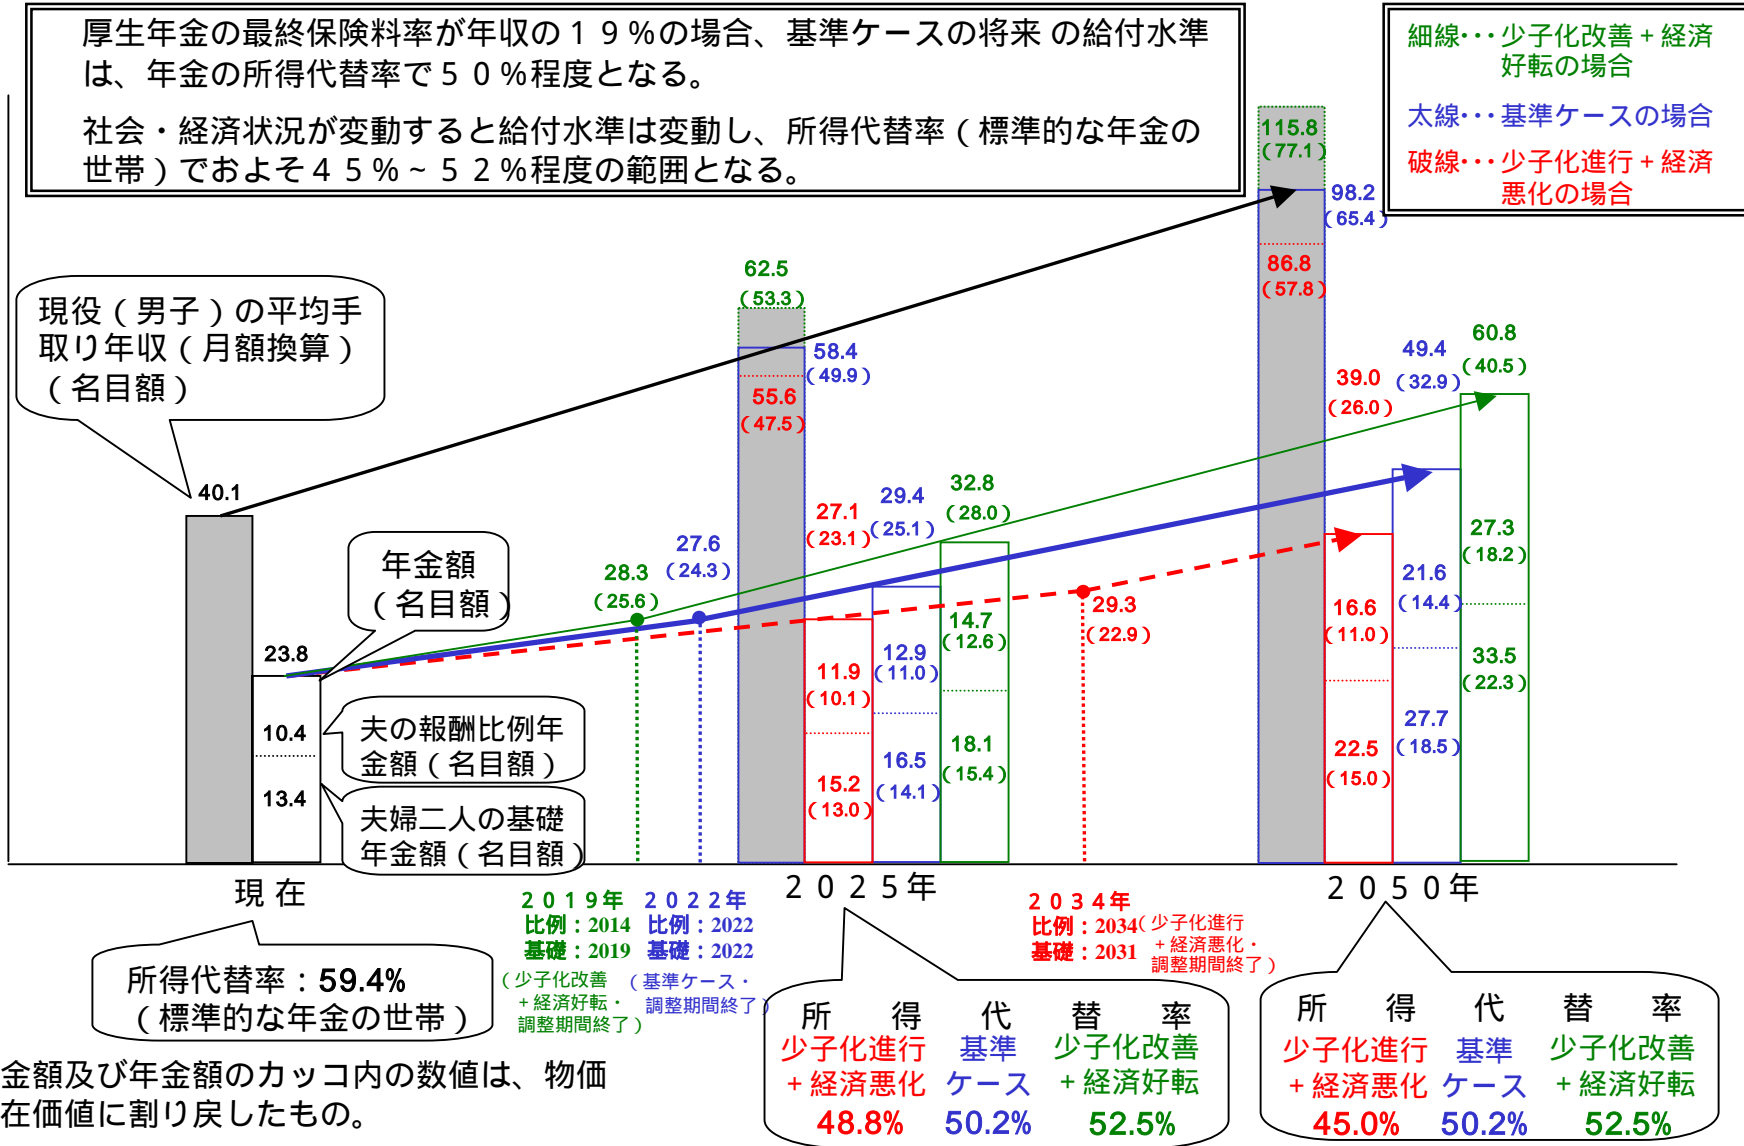 厚生年金の最終保険料率が年収の１９％の場合、基準ケースの将来の給付水準
は、年金の所得代替率で５０％程度となる。
社会・経済状況が変動すると給付水準は変動し、所得代替率（標準的な年金の
世帯）でおよそ４５％~５２％程度の範囲となる。
細線･･･少子化改善+経済
好転の場合
太線･･･基準ケースの場合
破線･･･少子化進行+経済
悪化の場合
115.8
(77.1)
98.2
(65.4)
86.8
(57.8)
62.5
(53.3)
58.4
(49.9)
55.6
(47.5)
現役（男子）の平均手
取り年収（月額換算）
（名目額）
40.1
年金額
（名目額）
23.8
10.4
13.4
夫の報酬比例年
金額（名目額）
夫婦二人の基礎
年金額（名目額）
28.3
(25.6)
27.6
(24.3)
27.1
(23.1)
29.4
(25.1)
32.8
(28.0)
11.9
(10.1)
12.9
(11.0)
14.7
(12.6)
15.2
(13.0)
16.5
(14.1)
18.1
(15.4)
29.3
(22.9)
39.0
(26.0)
49.4
(32.9)
60.8
(40.5)
16.6
(11.0)
21.6
(14.4)
27.3
(18.2)
22.5
(15.0)
27.7
(18.5)
33.5
(22.3)
現在
２０２５年
２０５０年
２０１９年
比例：2014
基礎：2019
（少子化改善
+経済好転・
調整期間終了）
２０２２年
比例：2022
基礎：2022
（基準ケース・
調整期間終了）
２０３４年
比例：2034
基礎：2031
（少子化進行
+経済悪化・
調整期間終了）
所得代替率：59.4%
（標準的な年金の世帯）
所得代替率
少子化進行 基準 少子化改善
+経済悪化 ケース +経済好転
48.8% 50.2% 52.5%
所得代替率
少子化進行 基準 少子化改善
+経済悪化 ケース +経済好転
45.0% 50.2% 52.5%
金額及び年金額のカッコ内の数値は、物価
在価値に割り戻したもの。